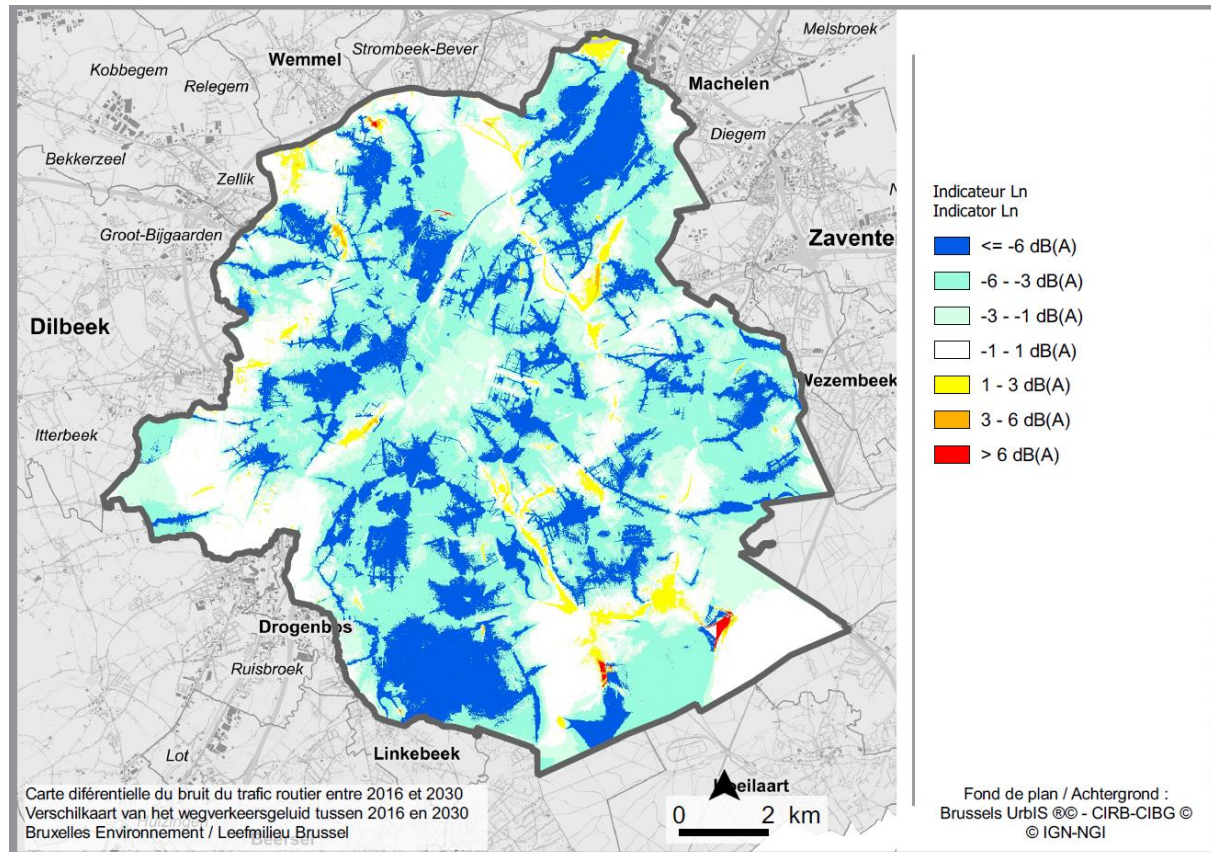 Melsbroek
Strombeek-Bever
Wemmel
Kobbegem
Relegem
Machelen
Diegem
Bekkerzeel
Zellik
Groot-Bijgaarden
Zavente
Dilbeek
Wezembeek
Itterbeek
Drogenbos
Ruisbroek
Linkebeek
Lot
Hoeilaart
Huizingen
Beersel
Carte diférentielle du bruit du trafic routier entre 2016 et 2030
Verschilkaart van het wegverkeersgeluid tussen 2016 en 2030
Bruxelles Environnement / Leefmilieu Brussel
0 2 km
Indicateur Ln
Indicator Ln
<= -6 dB(A)
-6 - -3 dB(A)
-3 - -1 dB(A)
-1 - 1 dB(A)
1 - 3 dB(A)
3 - 6 dB(A)
> 6 dB(A)
Fond de plan / Achtergrond :
Brussels UrbIS ®© - CIRB-CIBG ©
© IGN-NGI